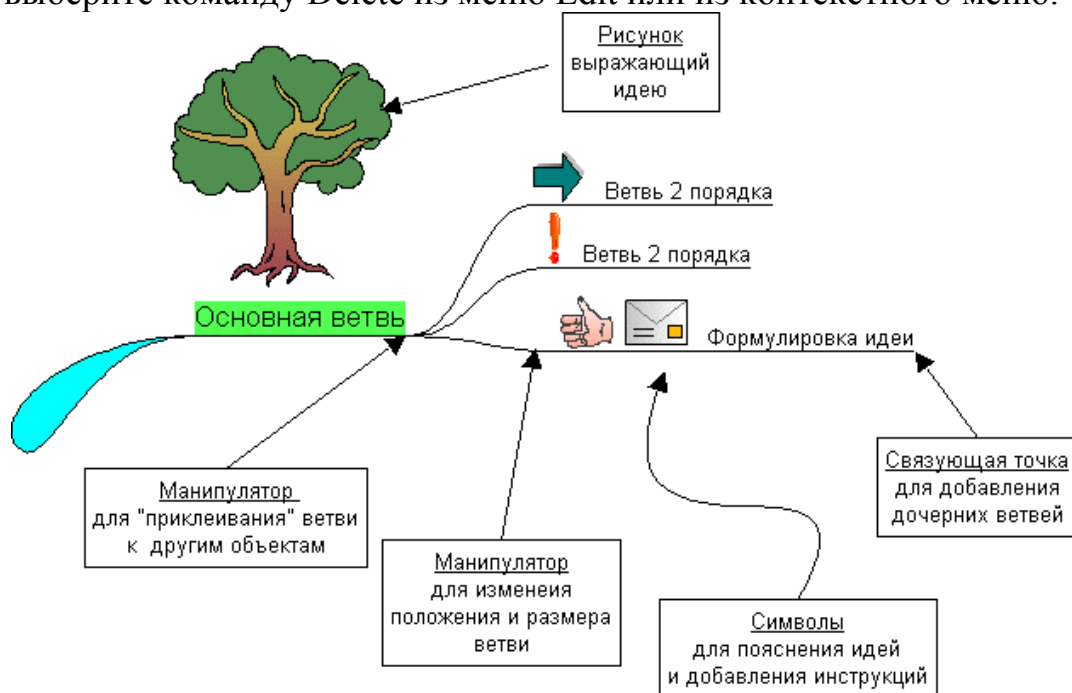 выберите команду Delete из меню Edit или из контекстного меню.
Рисунок
выражающий
идею
Ветвь 2 порядка
Ветвь 2 порядка
Основная ветвь
Формулировка идеи
Связующая точка
для добавления
дочерних ветвей
Манипулятор
для "приклеивания" ветви
к другим объектам
Манипулятор
для изменеия
положения и размера
ветви
Символы
для пояснения идей
и добавления инструкций